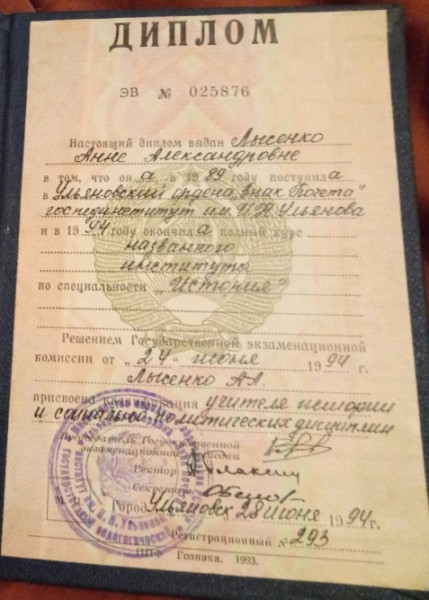 ДИПЛОМ
ЭВ № 025876
Настоящий диплом выдан Лысенко
Анне Александровне
в том, что он а в 1989 году поступил а
в Ульяновский ордена „Знак Почета"
госпединститут им. И.Н. Ульянова
и в 1994 году окончил а полный курс
названного
института
по специальности „История"
Решением Государственной экзаменационной
комиссии от „24" июня 1994 г.
Лысенко А.А.
присвоена квалификация учителя истории
и социально-политических дисциплин
Председатель Государственной
экзаменационной комиссии
Ректор
Секретарь
М.
Город Ульяновск 28 июня 1994 г.
Регистрационный № 293
Гознака. 1993.